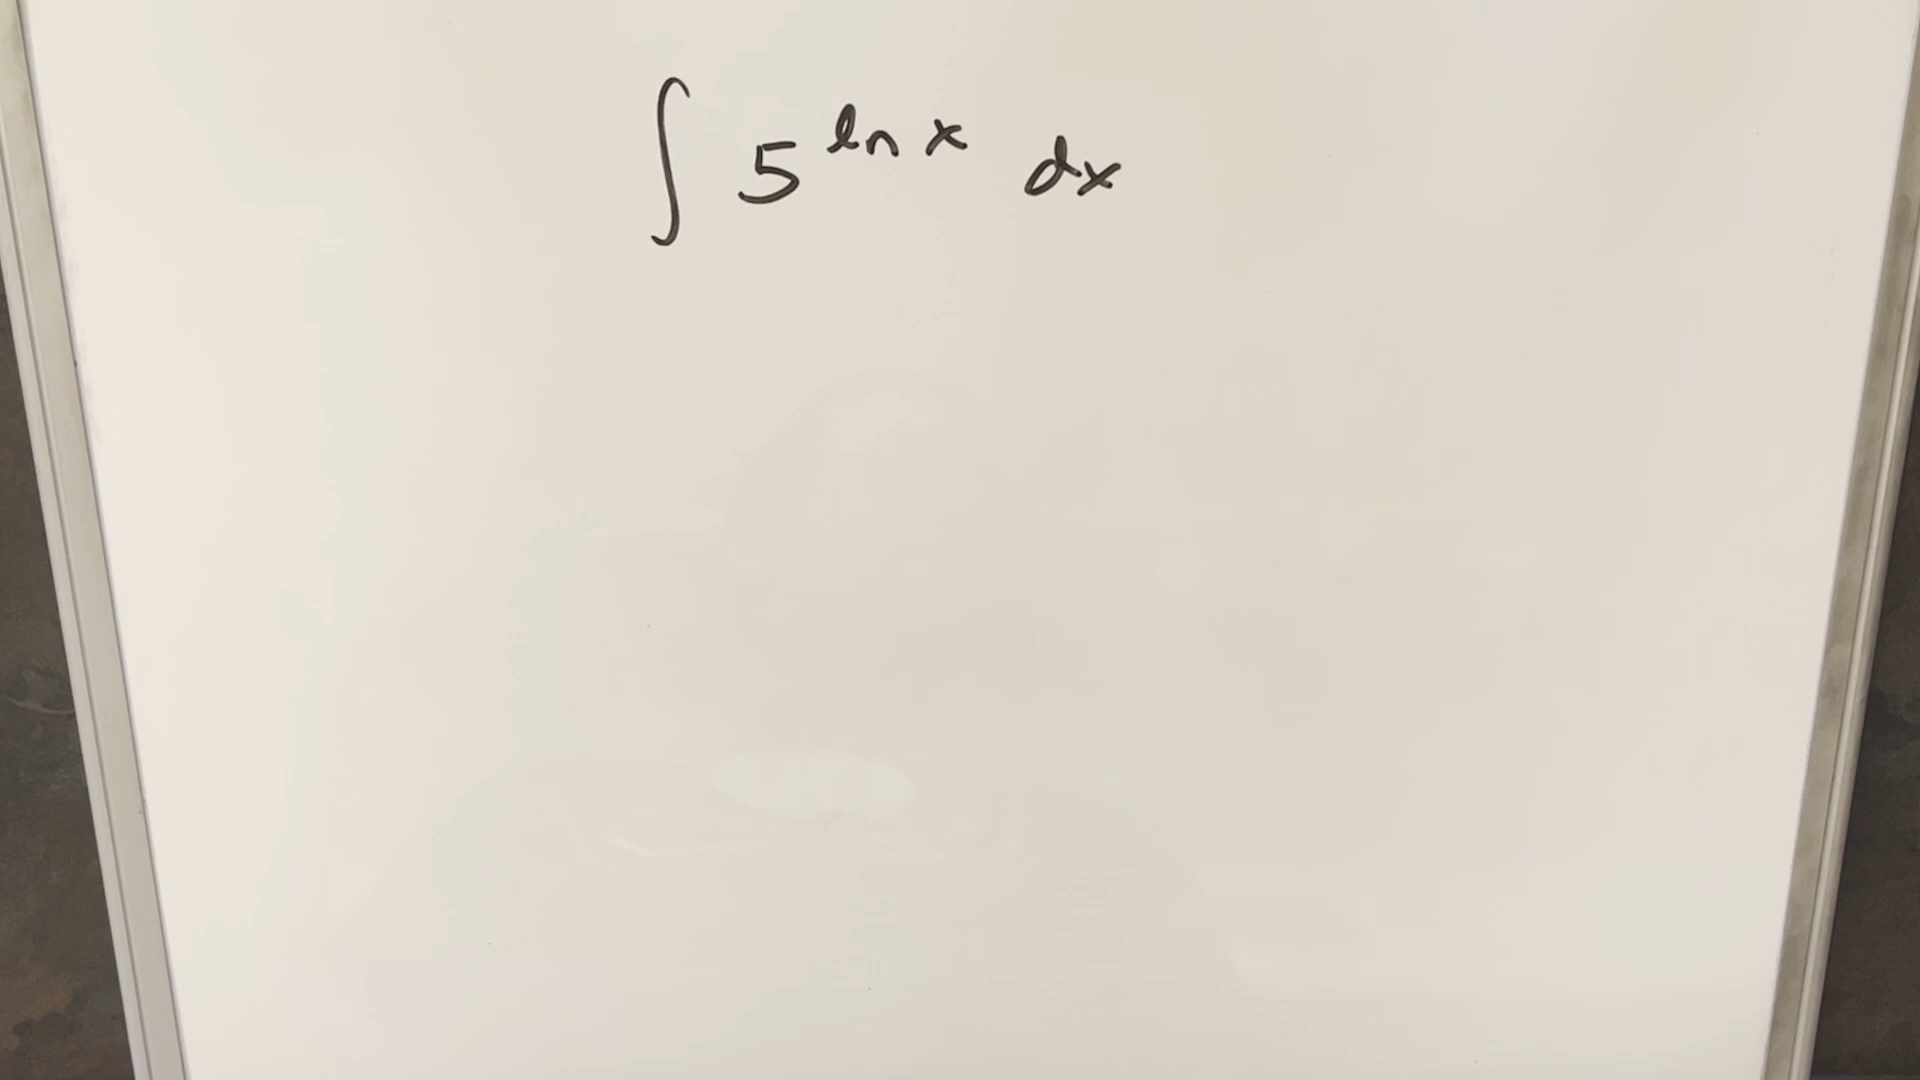 ∫ 5^{ln x} dx